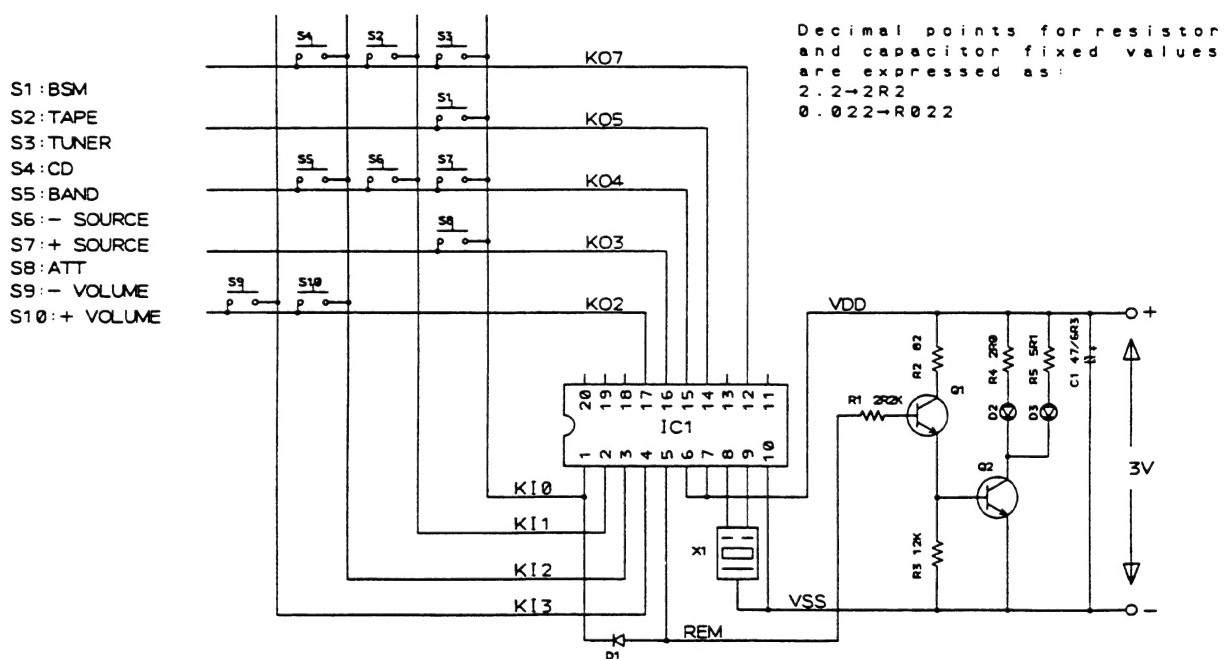 S4 S2 S3
KO7
S1
KO5
S5 S6 S7
KO4
S8
KO3
S9 S10
KO2
S1:BSM
S2:TAPE
S3:TUNER
S4:CD
S5:BAND
S6:- SOURCE
S7:+ SOURCE
S8:ATT
S9:- VOLUME
S10:+ VOLUME
Decimal points for resistor
and capacitor fixed values
are expressed as:
2.2→2R2
0.022→R022
VDD
+
R2 82
R4 2R0
R5 5R1
C1 47/6R3
+
20 19 18 17 16 15 14 13 12 11
IC1
1 2 3 4 5 6 7 8 9 10
R1 2R2K
Q1
D2
D3
Q2
3V
KI0
KI1
X1
R3 12K
KI2
KI3
VSS
-
REM
D1